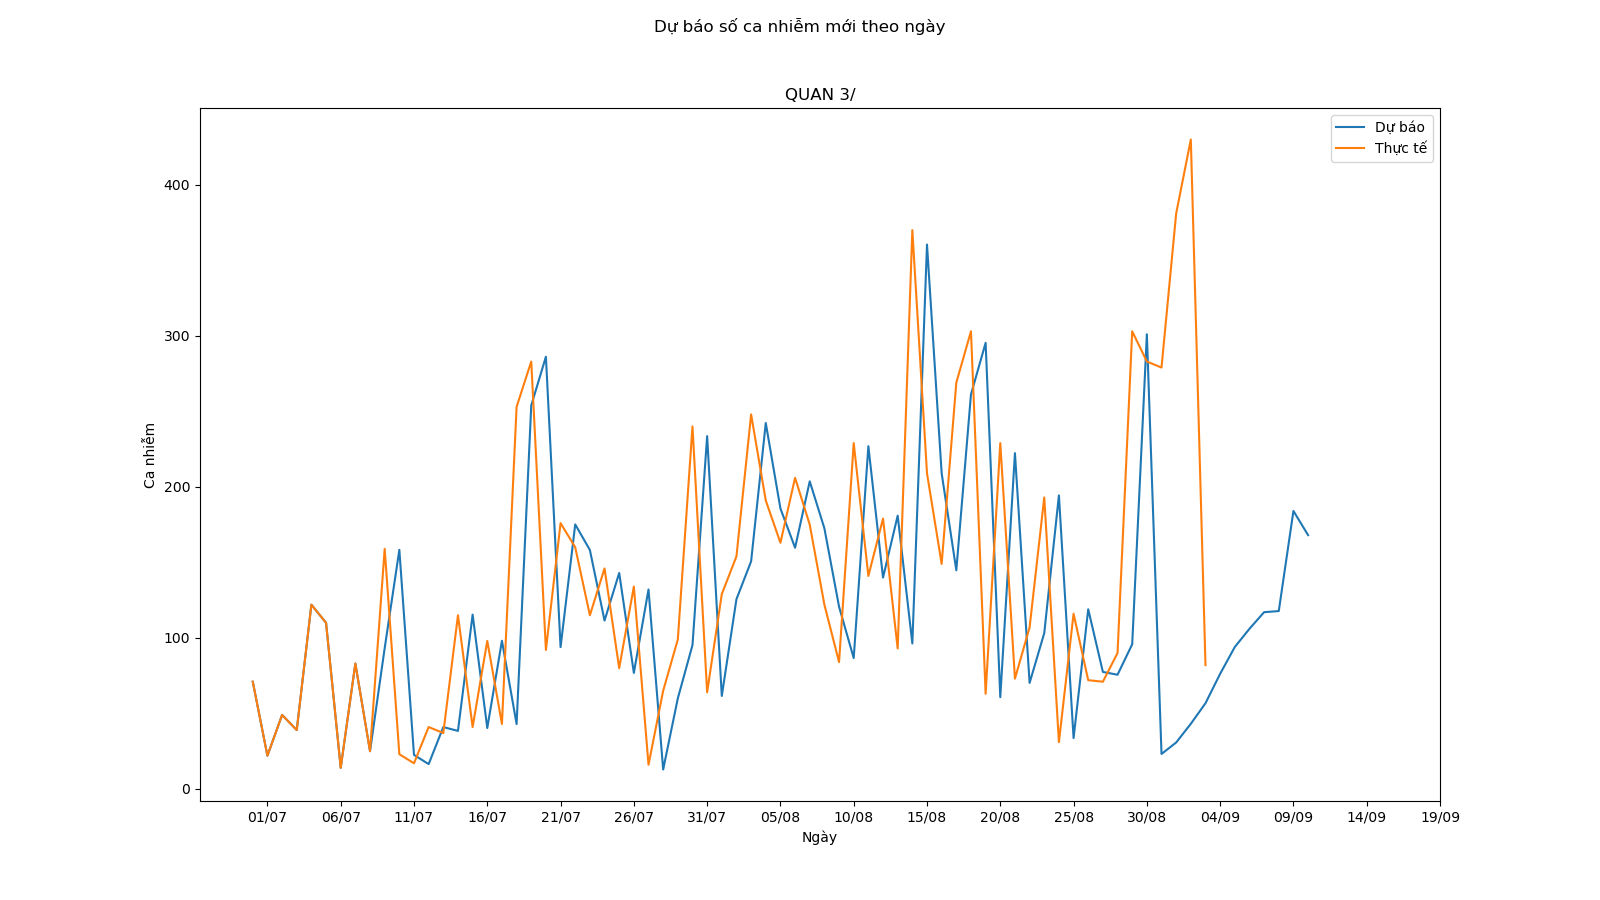 Dự báo số ca nhiễm mới theo ngày
QUAN 3/
Dự báo
Thực tế
400
300
200
100
0
Ca nhiễm
01/07 06/07 11/07 16/07 21/07 26/07 31/07 05/08 10/08 15/08 20/08 25/08 30/08 04/09 09/09 14/09 19/09
Ngày